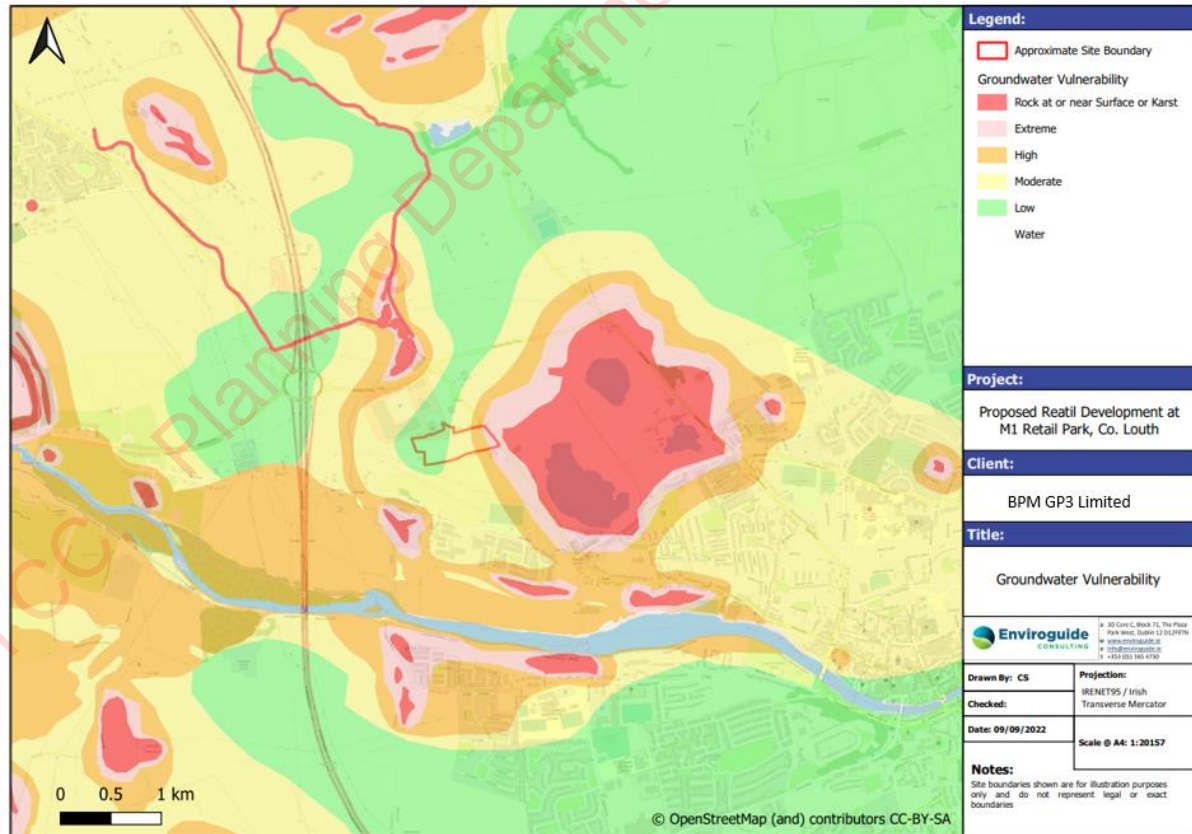 Legend:
Approximate Site Boundary
Groundwater Vulnerability
Rock at or near Surface or Karst
Extreme
High
Moderate
Low
Water
Project:
Proposed Reatil Development at
M1 Retail Park, Co. Louth
Client:
BPM GP3 Limited
Title:
Groundwater Vulnerability
Enviroguide
CONSULTING
Drawn By: CS
Projection:
IRENET95 / Irish
Transverse Mercator
Checked:
Date: 09/09/2022
Scale @ A4: 1:20157
Notes:
Site boundaries shown are for illustration purposes
only and do not represent legal or exact
boundaries
0 0.5 1 km
© OpenStreetMap (and) contributors CC-BY-SA
Planning